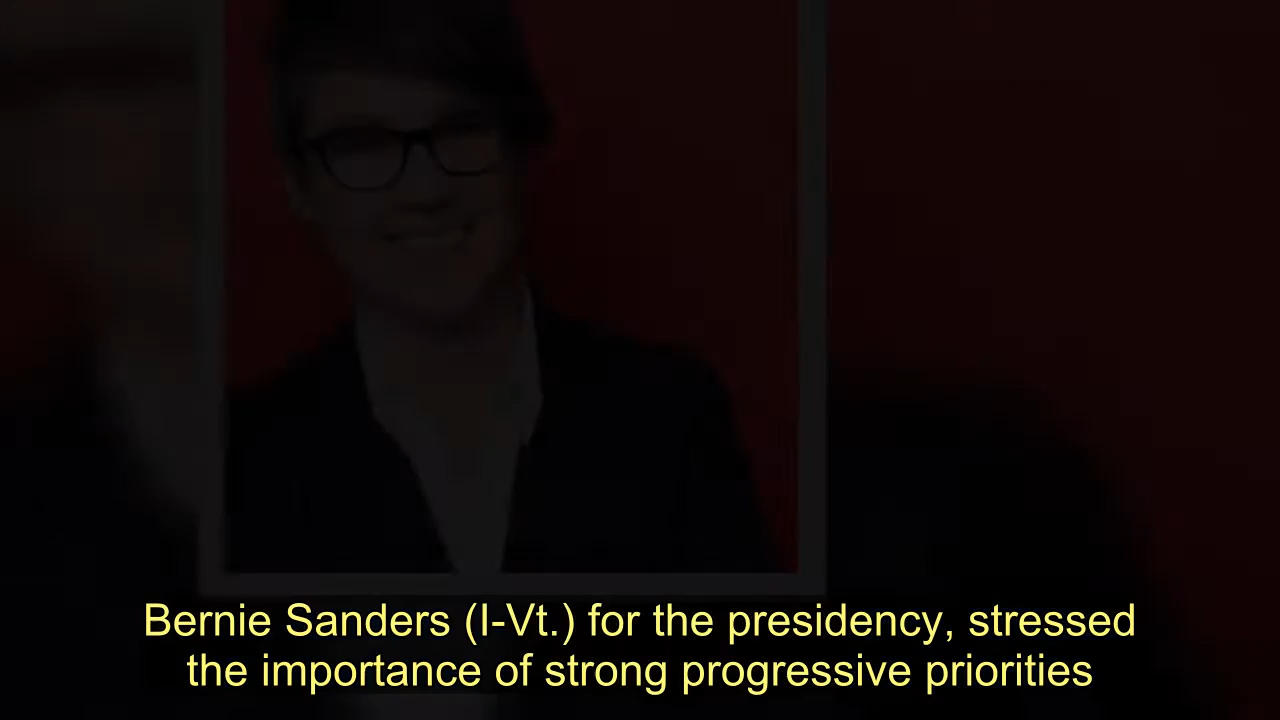 Bernie Sanders (I-Vt.) for the presidency, stressed
the importance of strong progressive priorities